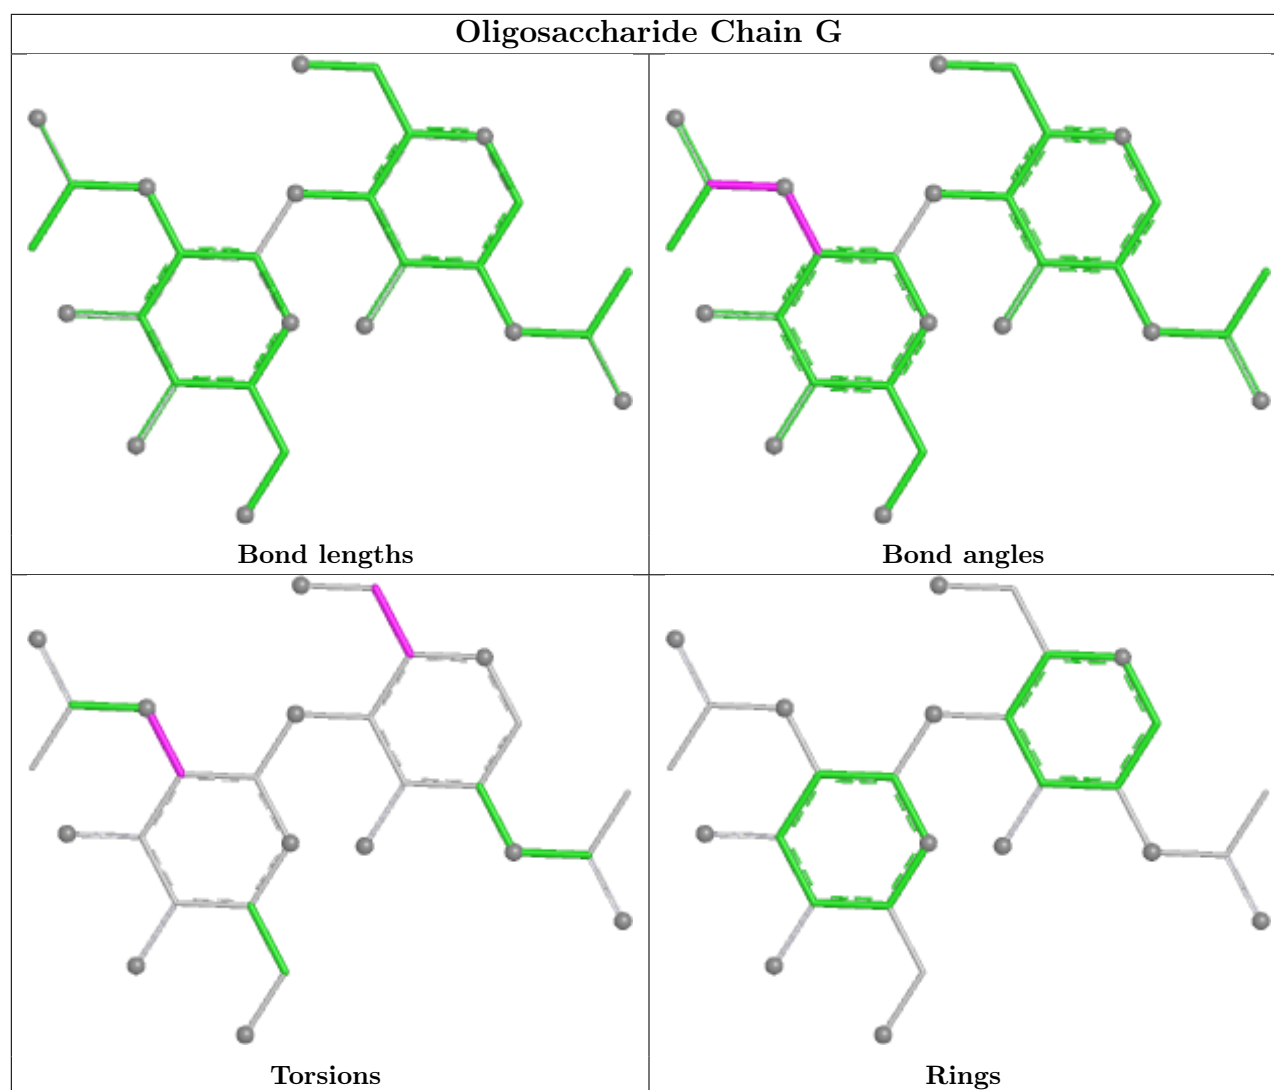 Oligosaccharide Chain G
Bond lengths
Bond angles
Torsions
Rings